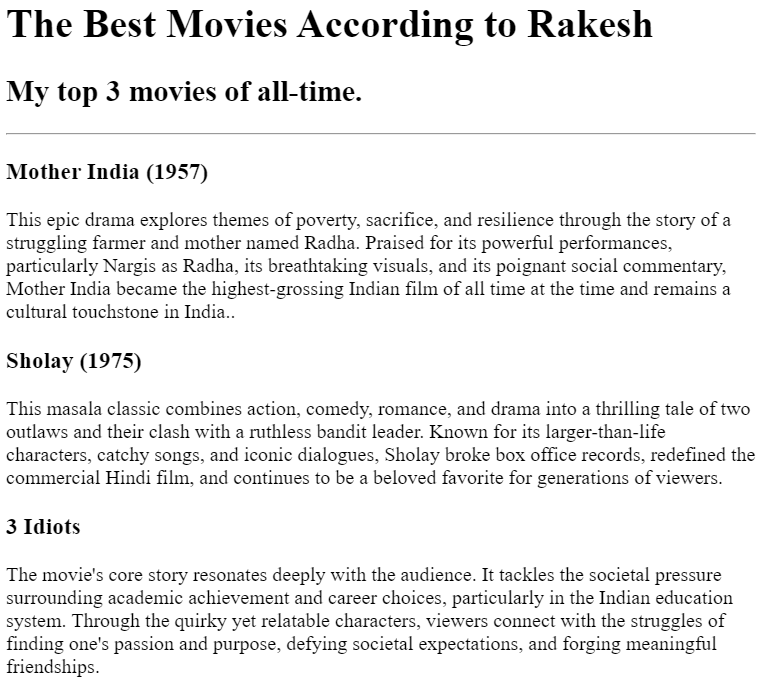 The Best Movies According to Rakesh
My top 3 movies of all-time.
Mother India (1957)
This epic drama explores themes of poverty, sacrifice, and resilience through the story of a
struggling farmer and mother named Radha. Praised for its powerful performances,
particularly Nargis as Radha, its breathtaking visuals, and its poignant social commentary,
Mother India became the highest-grossing Indian film of all time at the time and remains a
cultural touchstone in India..
Sholay (1975)
This masala classic combines action, comedy, romance, and drama into a thrilling tale of two
outlaws and their clash with a ruthless bandit leader. Known for its larger-than-life
characters, catchy songs, and iconic dialogues, Sholay broke box office records, redefined the
commercial Hindi film, and continues to be a beloved favorite for generations of viewers.
3 Idiots
The movie's core story resonates deeply with the audience. It tackles the societal pressure
surrounding academic achievement and career choices, particularly in the Indian education
system. Through the quirky yet relatable characters, viewers connect with the struggles of
finding one's passion and purpose, defying societal expectations, and forging meaningful
friendships.